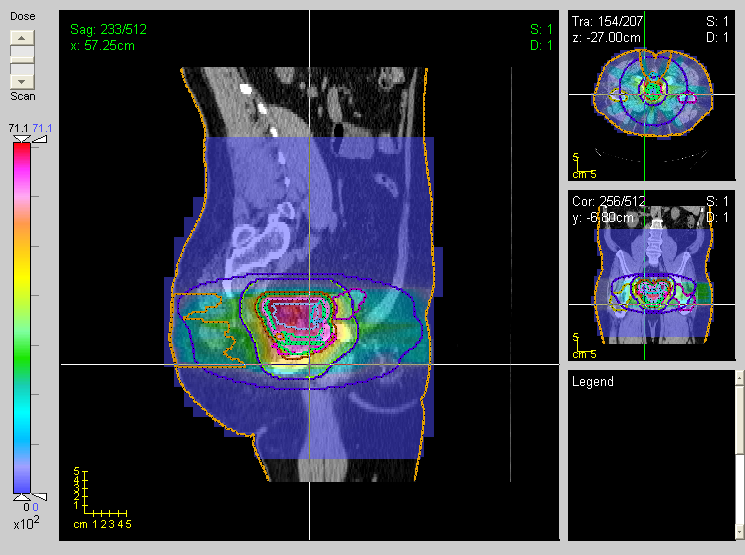 Dose
Scan
71.1 71.1
0 0
x10²
Sag: 233/512
x: 57.25cm
S: 1
D: 1
5
4
3
2
1
cm 1 2 3 4 5
Tra: 154/207
z: -27.00cm
S: 1
D: 1
5
cm 5
Cor: 256/512
y: -6.80cm
S: 1
D: 1
5
cm 5
Legend